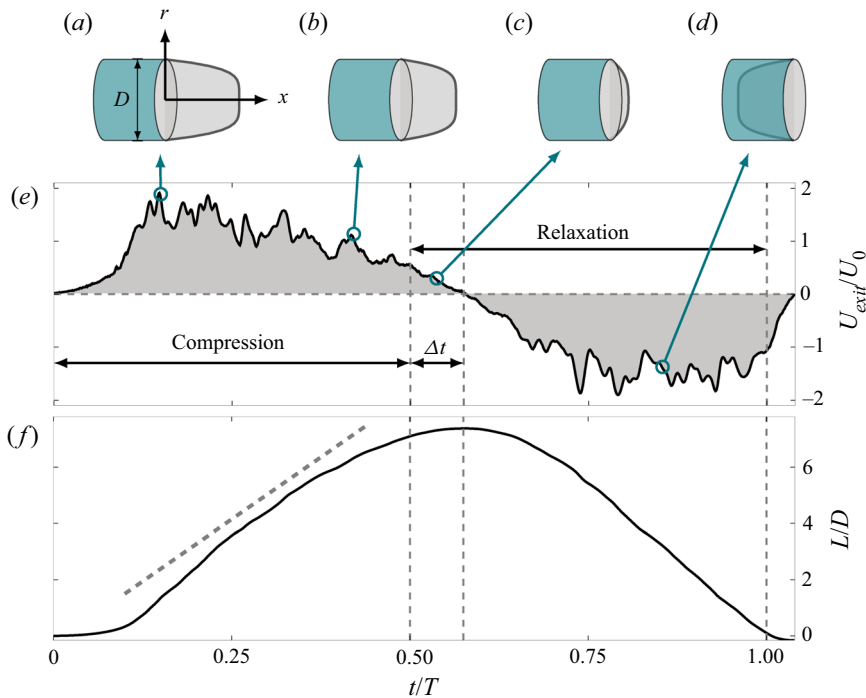 (a) (b) (c) (d)
r
D
x
(e)
2
1
0
−1
−2
U_exit/U_0
Relaxation
Compression
Δt
(f)
6
4
2
0
L/D
0 0.25 0.50 0.75 1.00
t/T